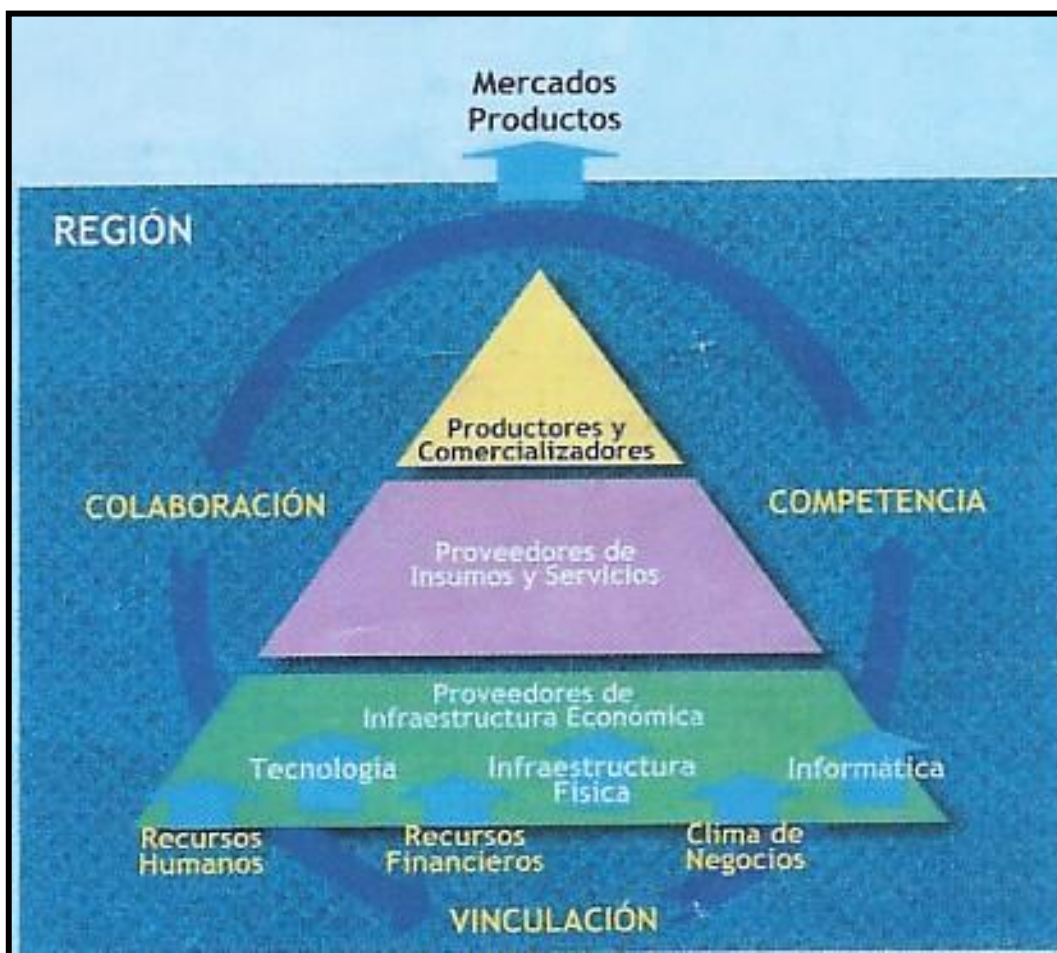 Mercados
Productos
REGIÓN
Productores y
Comercializadores
COLABORACIÓN
COMPETENCIA
Proveedores de
Insumos y Servicios
Proveedores de
Infraestructura Económica
Tecnología
Infraestructura
Física
Informática
Recursos
Humanos
Recursos
Financieros
Clima de
Negocios
VINCULACIÓN